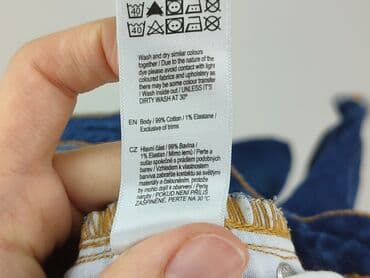 40
40
Wash and dry similar colours
together / Due to the nature of the
dye please avoid contact with light
coloured fabrics and upholstery as
there may be some colour transfer
/ Wash inside out / UNLESS IT'S
DIRTY WASH AT 30°
EN Body / 99% Cotton / 1% Elastane /
Exclusive of trims
CZ Hlavní část / 99% Bavlna /
1% Elastan / Mimo lemů / Perte a
sušte společně s prádlem podobných
barev / Vzhledem k vlastnostem
barviva zabraňte kontaktu se světlými
materiály a čalouněním, protože by
mohlo dojít k obarvení / Perte
naruby / POKUD NENÍ PŘÍLIŠ
ZAŠPINĚNÉ, PERTE NA 30°C